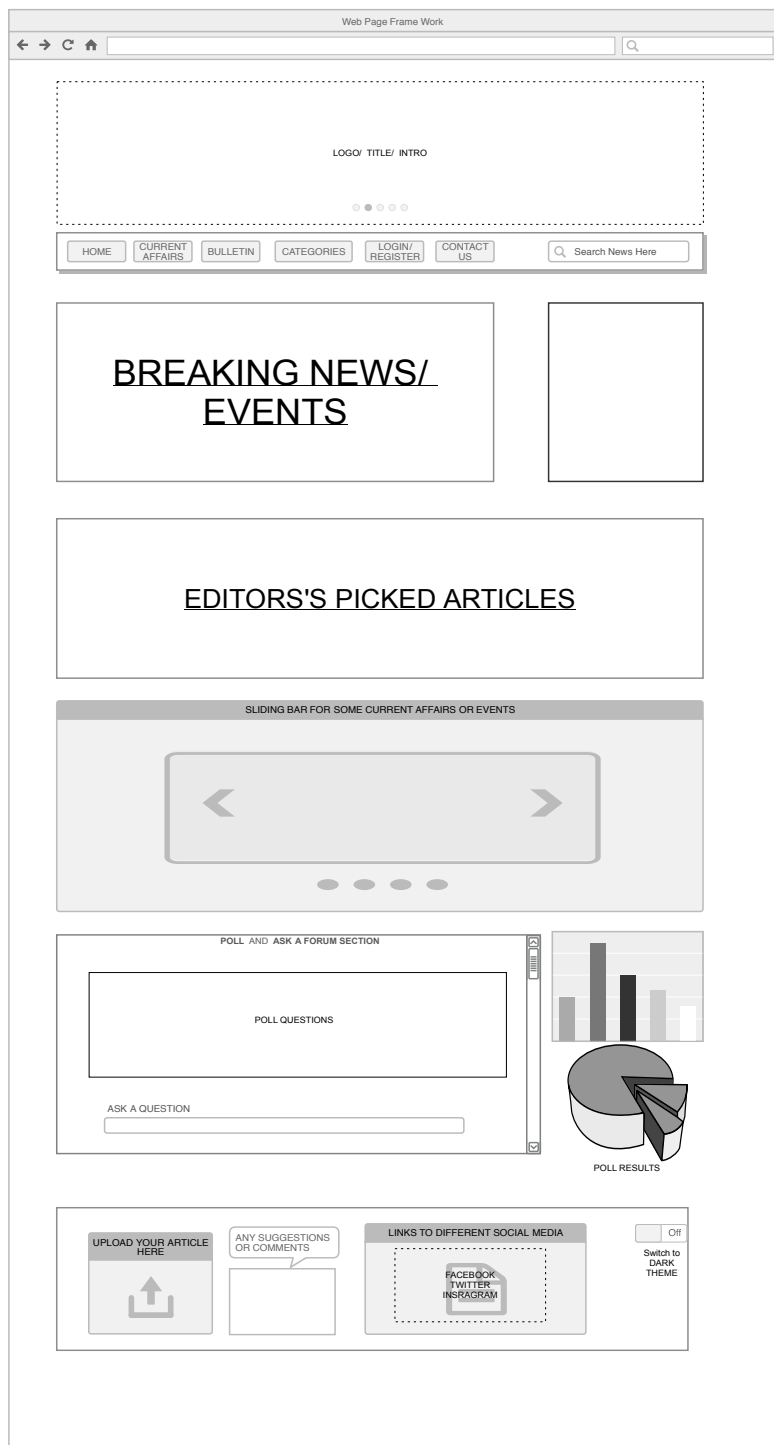 Web Page Frame Work
LOGO/ TITLE/ INTRO
HOME
CURRENT
AFFAIRS
BULLETIN
CATEGORIES
LOGIN/
REGISTER
CONTACT
US
Search News Here
BREAKING NEWS/
EVENTS
EDITORS'S PICKED ARTICLES
SLIDING BAR FOR SOME CURRENT AFFAIRS OR EVENTS
POLL AND ASK A FORUM SECTION
POLL QUESTIONS
ASK A QUESTION
POLL RESULTS
UPLOAD YOUR ARTICLE
HERE
ANY SUGGESTIONS
OR COMMENTS
LINKS TO DIFFERENT SOCIAL MEDIA
FACEBOOK
TWITTER
INSRAGRAM
Off
Switch to
DARK
THEME